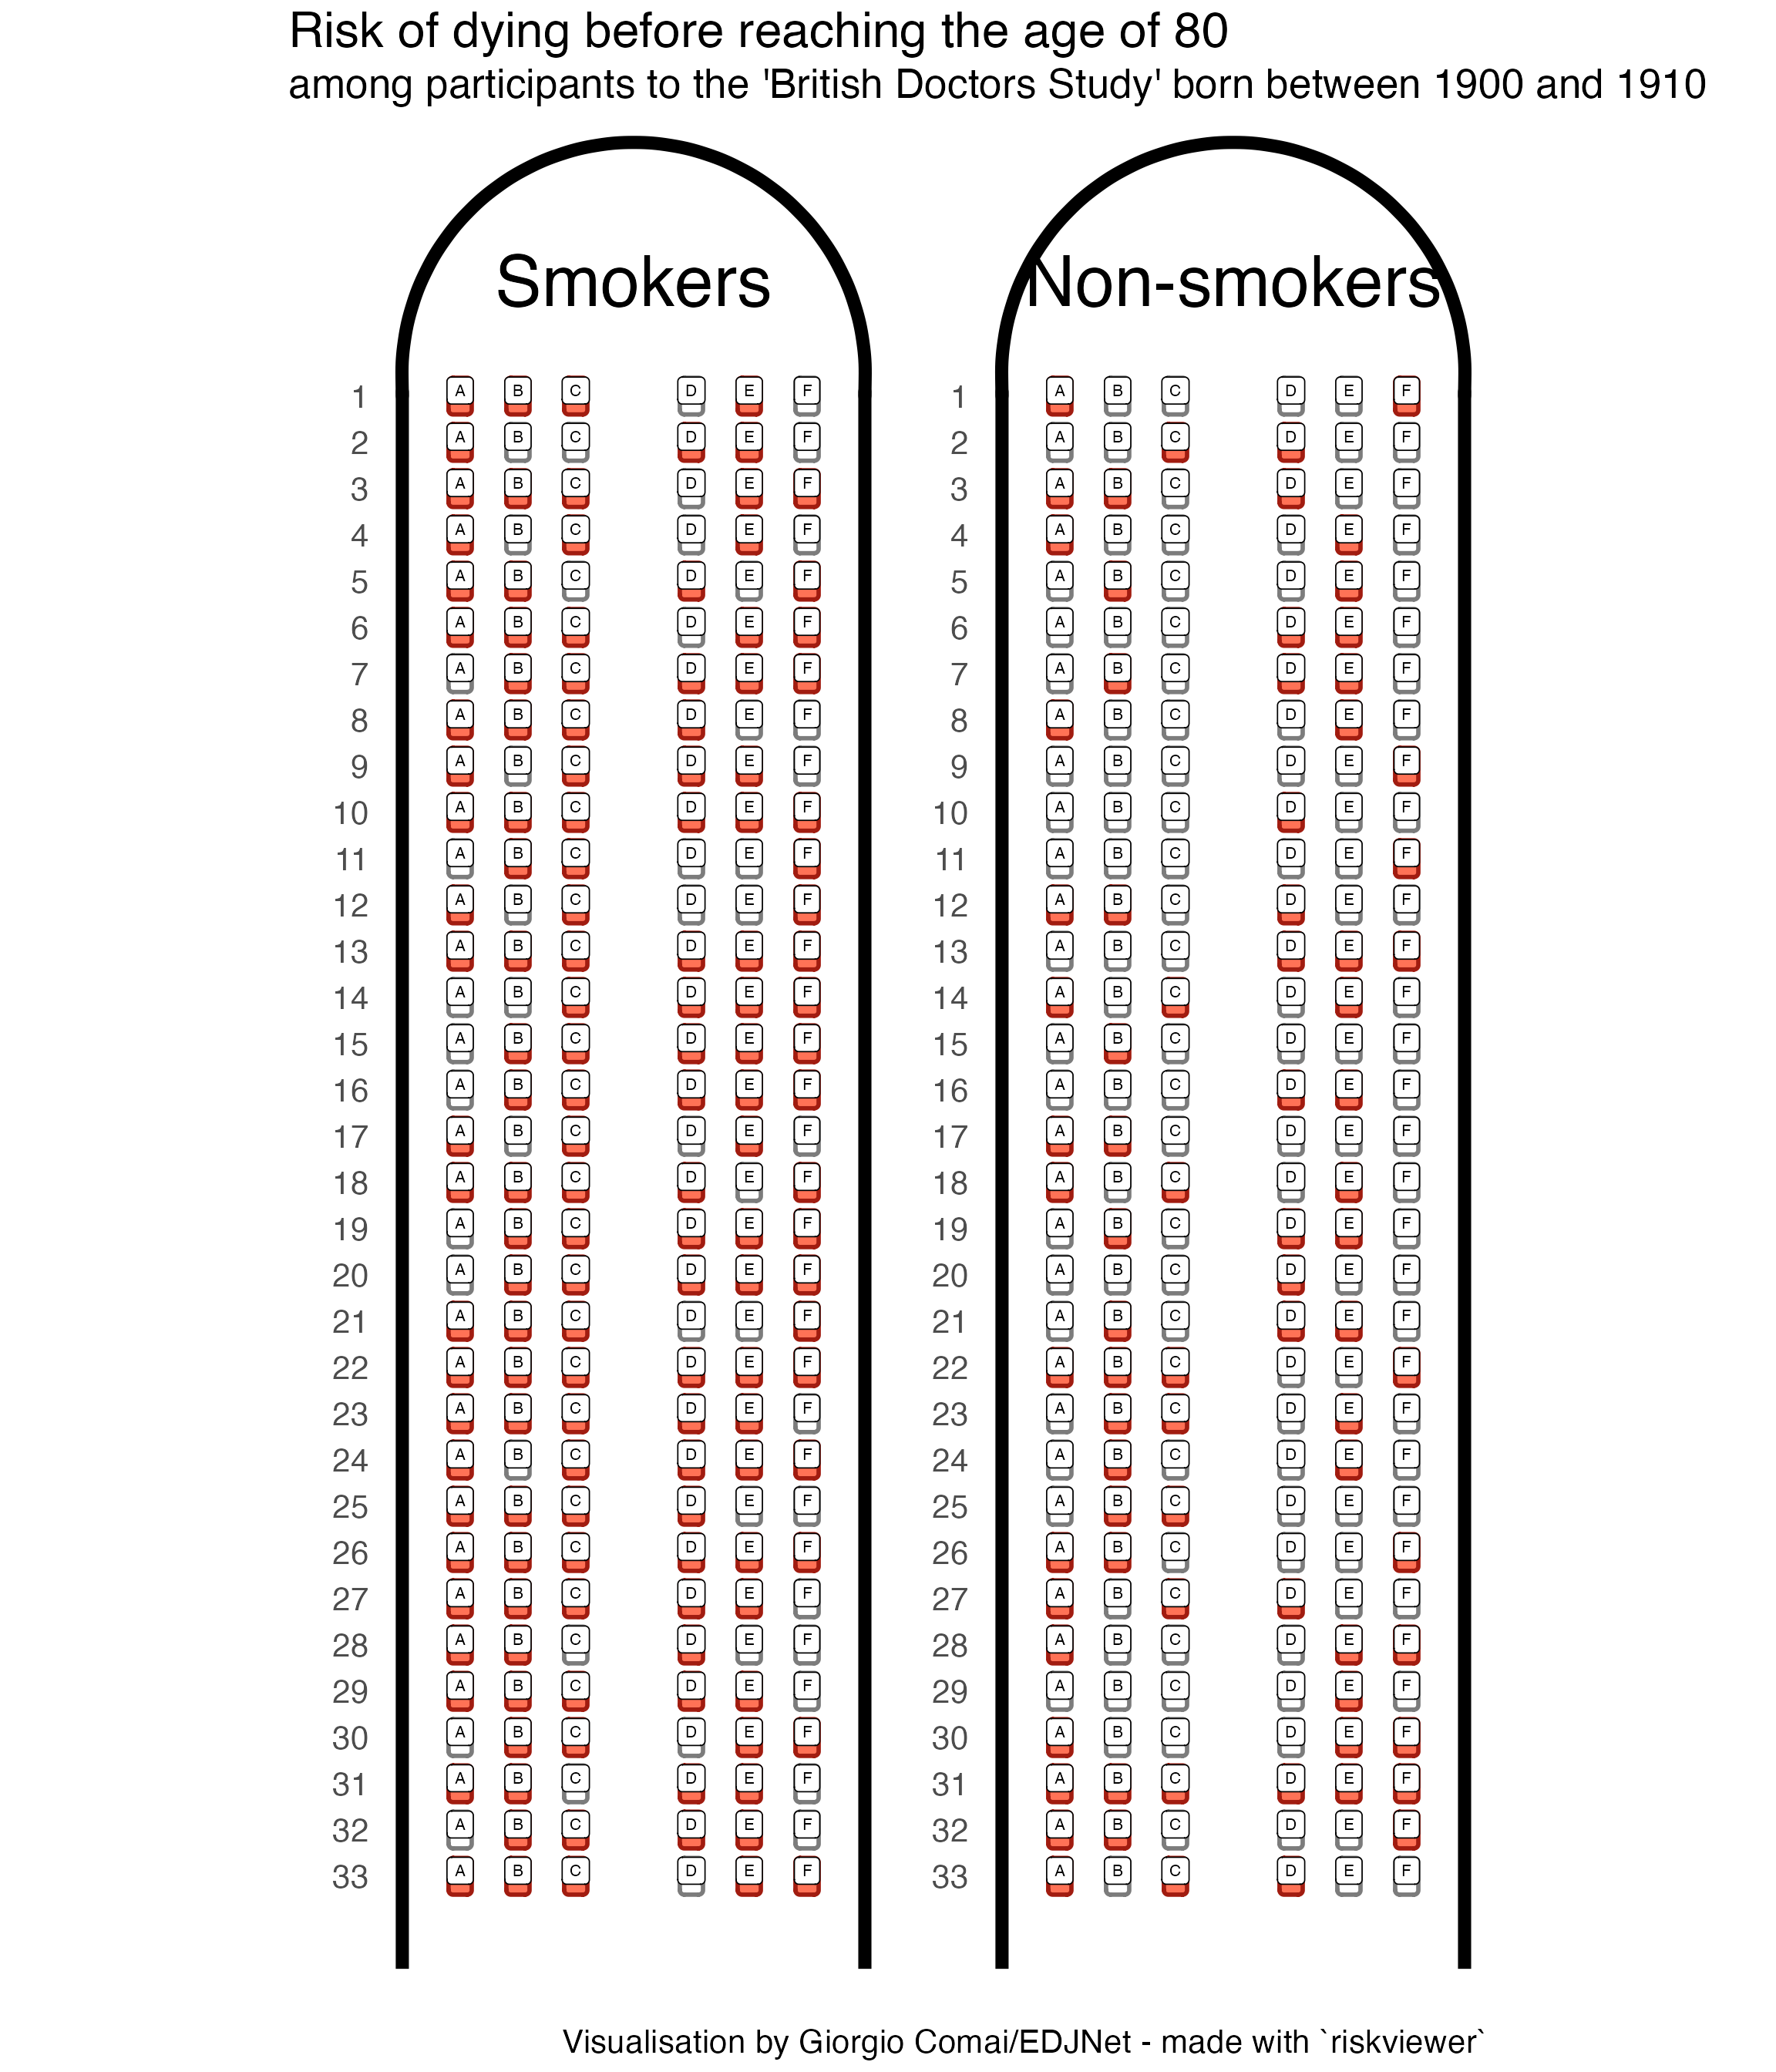 Risk of dying before reaching the age of 80
among participants to the 'British Doctors Study' born between 1900 and 1910
Smokers Non-smokers
1 A B C D E F 1 A B C D E F
2 A B C D E F 2 A B C D E F
3 A B C D E F 3 A B C D E F
4 A B C D E F 4 A B C D E F
5 A B C D E F 5 A B C D E F
6 A B C D E F 6 A B C D E F
7 A B C D E F 7 A B C D E F
8 A B C D E F 8 A B C D E F
9 A B C D E F 9 A B C D E F
10 A B C D E F 10 A B C D E F
11 A B C D E F 11 A B C D E F
12 A B C D E F 12 A B C D E F
13 A B C D E F 13 A B C D E F
14 A B C D E F 14 A B C D E F
15 A B C D E F 15 A B C D E F
16 A B C D E F 16 A B C D E F
17 A B C D E F 17 A B C D E F
18 A B C D E F 18 A B C D E F
19 A B C D E F 19 A B C D E F
20 A B C D E F 20 A B C D E F
21 A B C D E F 21 A B C D E F
22 A B C D E F 22 A B C D E F
23 A B C D E F 23 A B C D E F
24 A B C D E F 24 A B C D E F
25 A B C D E F 25 A B C D E F
26 A B C D E F 26 A B C D E F
27 A B C D E F 27 A B C D E F
28 A B C D E F 28 A B C D E F
29 A B C D E F 29 A B C D E F
30 A B C D E F 30 A B C D E F
31 A B C D E F 31 A B C D E F
32 A B C D E F 32 A B C D E F
33 A B C D E F 33 A B C D E F
Visualisation by Giorgio Comai/EDJNet - made with `riskviewer`